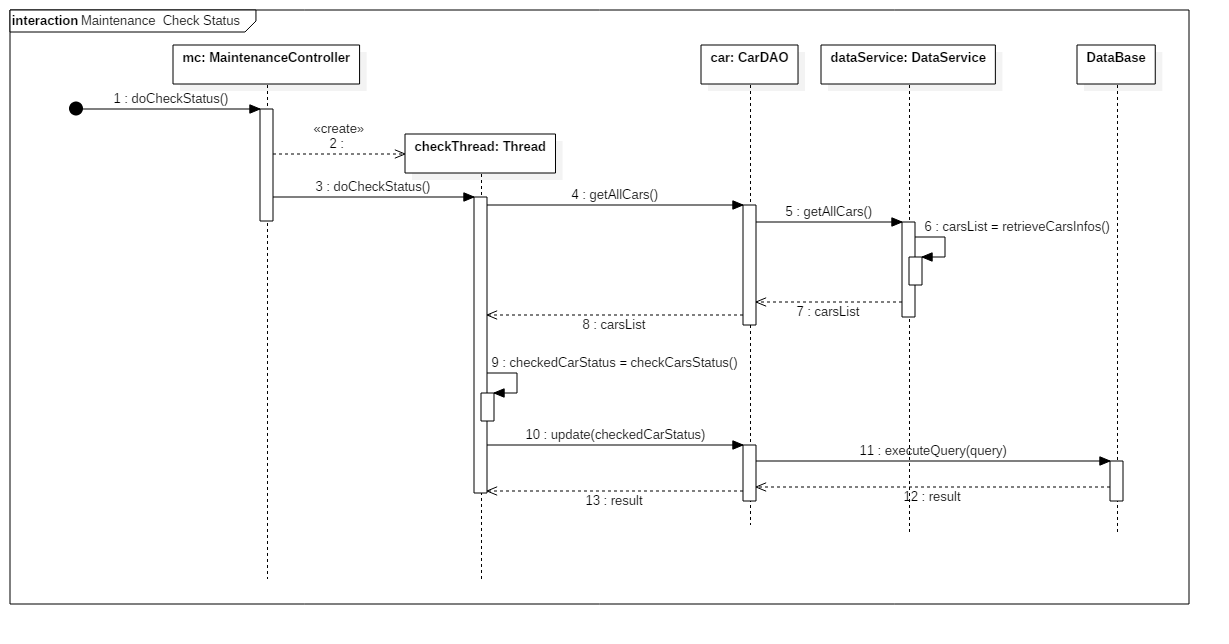 interaction Maintenance Check Status
mc: MaintenanceController
car: CarDAO
dataService: DataService
DataBase
1 : doCheckStatus()
«create»
2 :
checkThread: Thread
3 : doCheckStatus()
4 : getAllCars()
5 : getAllCars()
6 : carsList = retrieveCarsInfos()
7 : carsList
8 : carsList
9 : checkedCarStatus = checkCarsStatus()
10 : update(checkedCarStatus)
11 : executeQuery(query)
12 : result
13 : result